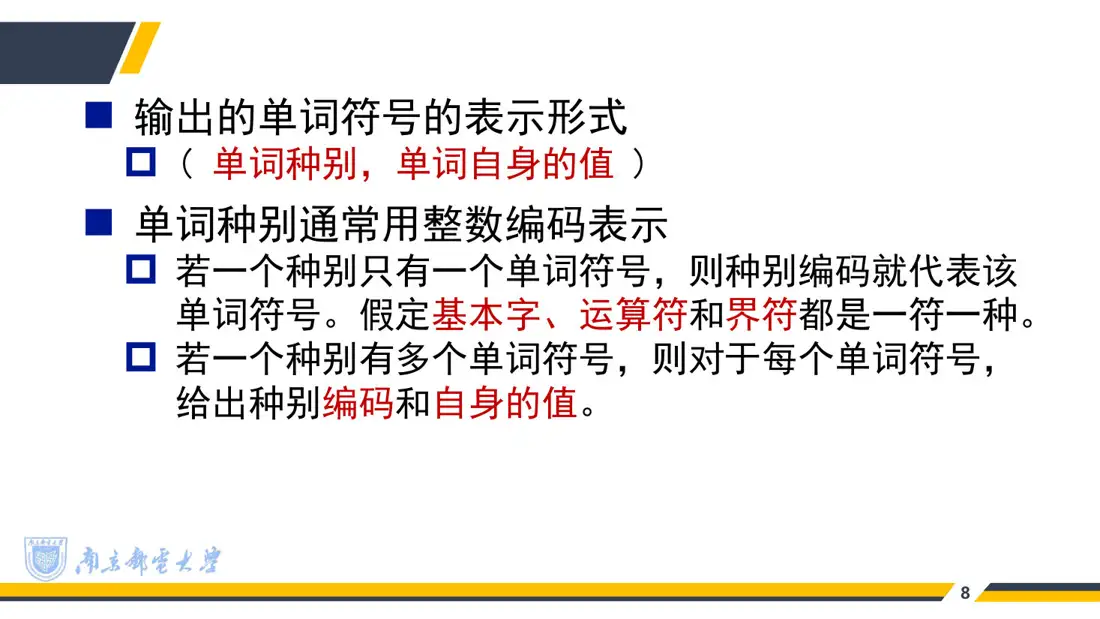 输出的单词符号的表示形式
（ 单词种别，单词自身的值 ）
单词种别通常用整数编码表示
若一个种别只有一个单词符号，则种别编码就代表该
单词符号。假定基本字、运算符和界符都是一符一种。
若一个种别有多个单词符号，则对于每个单词符号，
给出种别编码和自身的值。
南京邮电大学
8